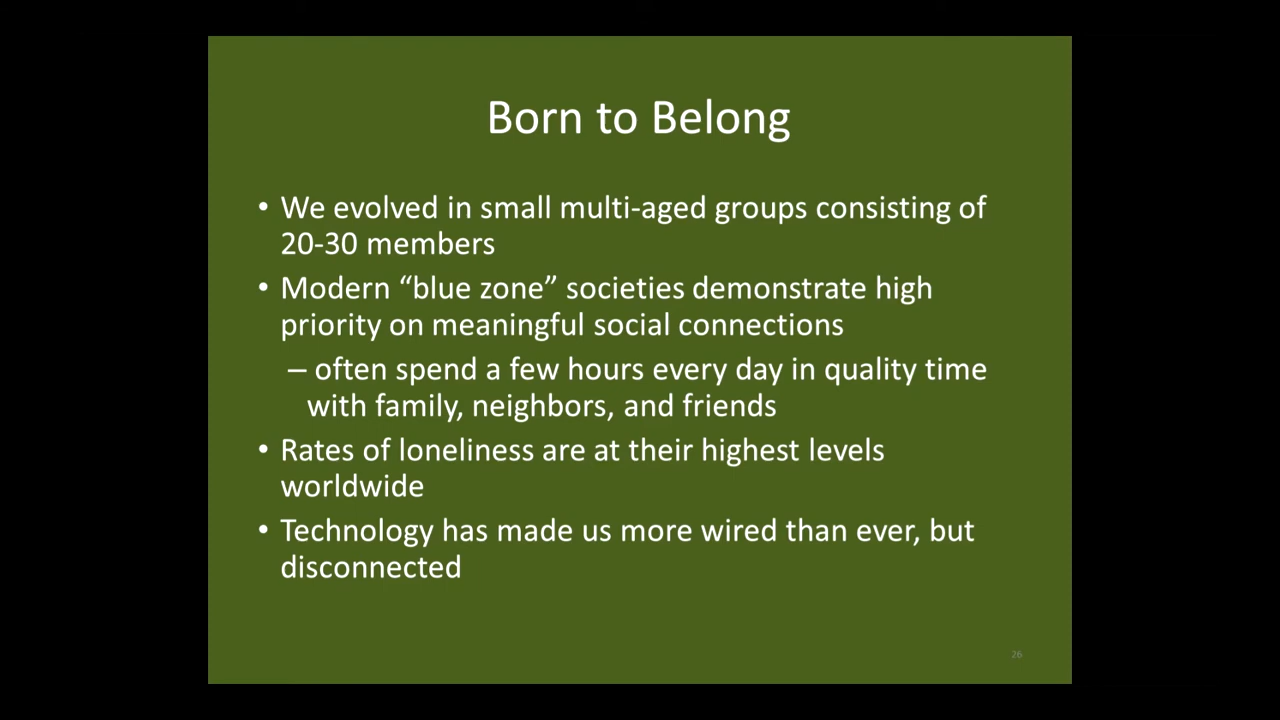 Born to Belong
• We evolved in small multi-aged groups consisting of
20-30 members
• Modern “blue zone” societies demonstrate high
priority on meaningful social connections
– often spend a few hours every day in quality time
with family, neighbors, and friends
• Rates of loneliness are at their highest levels
worldwide
• Technology has made us more wired than ever, but
disconnected
26